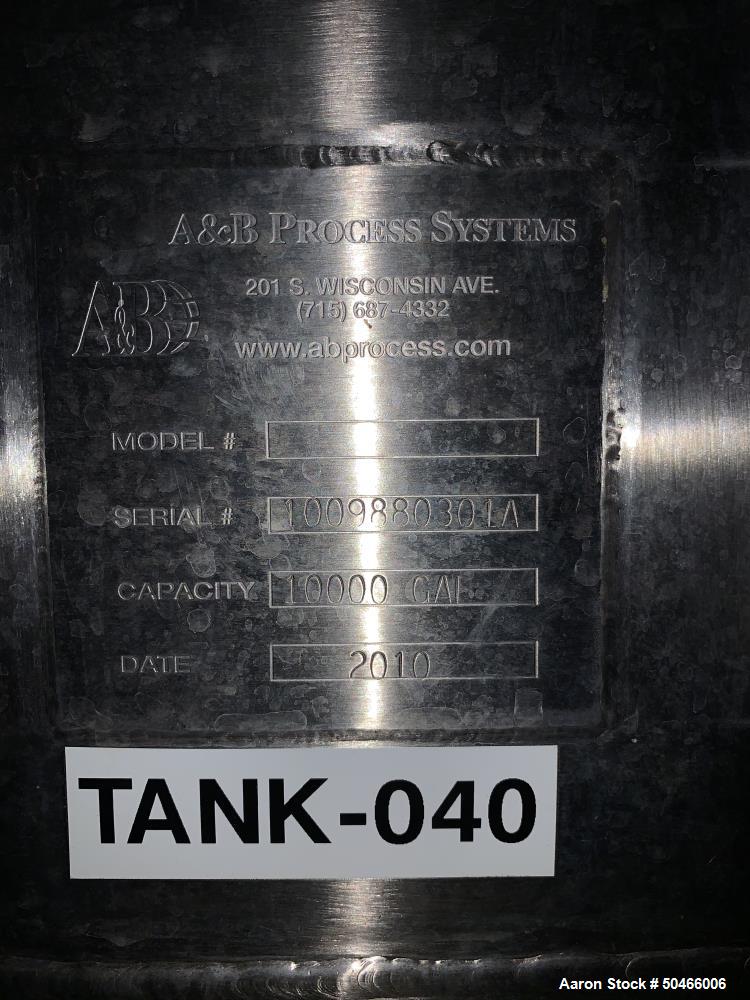 A&B PROCESS SYSTEMS
201 S. WISCONSIN AVE.
(715) 687-4332
A&B
www.abprocess.com
MODEL #
SERIAL # 1009880301A
CAPACITY 10000 GAL
DATE 2010
TANK-040
Aaron Stock # 50466006